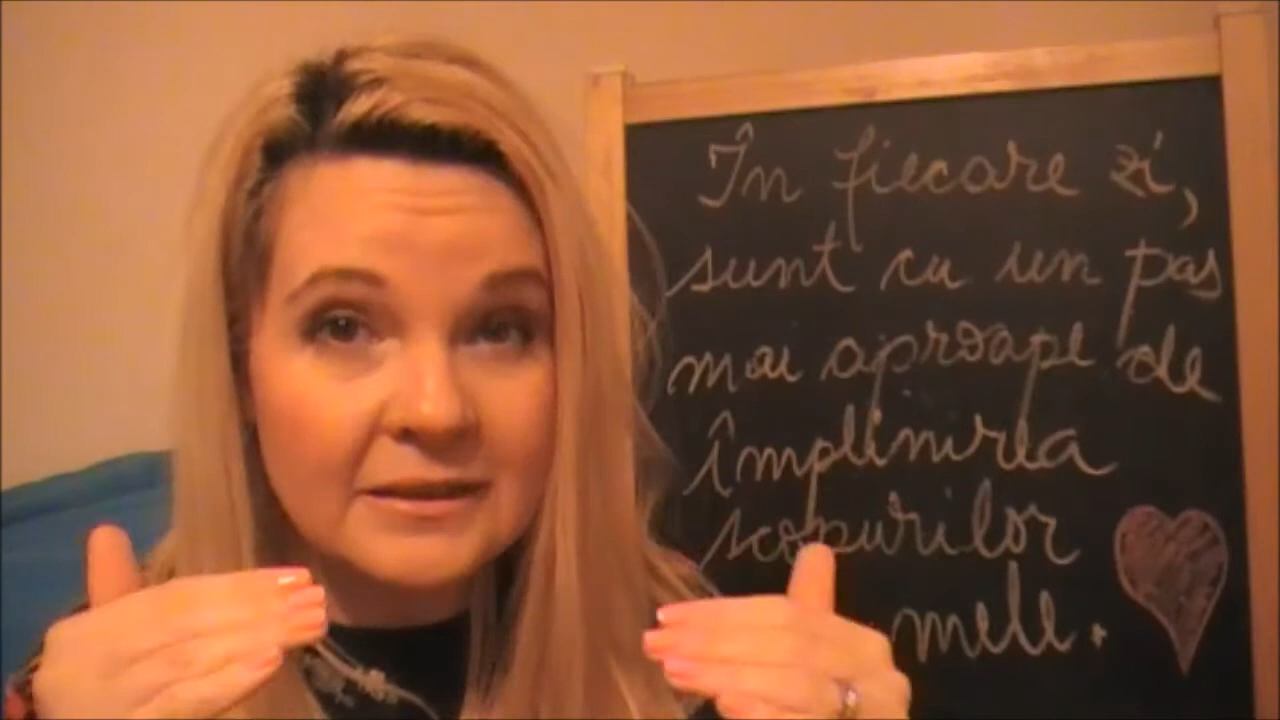 În fiecare zi,
sunt cu un pas
mai aproape de
împlinirea
scopurilor
mele.